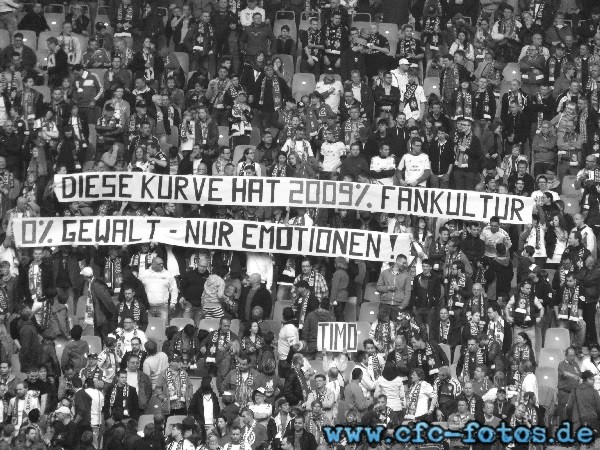 DIESE KURVE HAT 2009% FANKULTUR
0% GEWALT - NUR EMOTIONEN!
TIMO
www.cfc-fotos.de